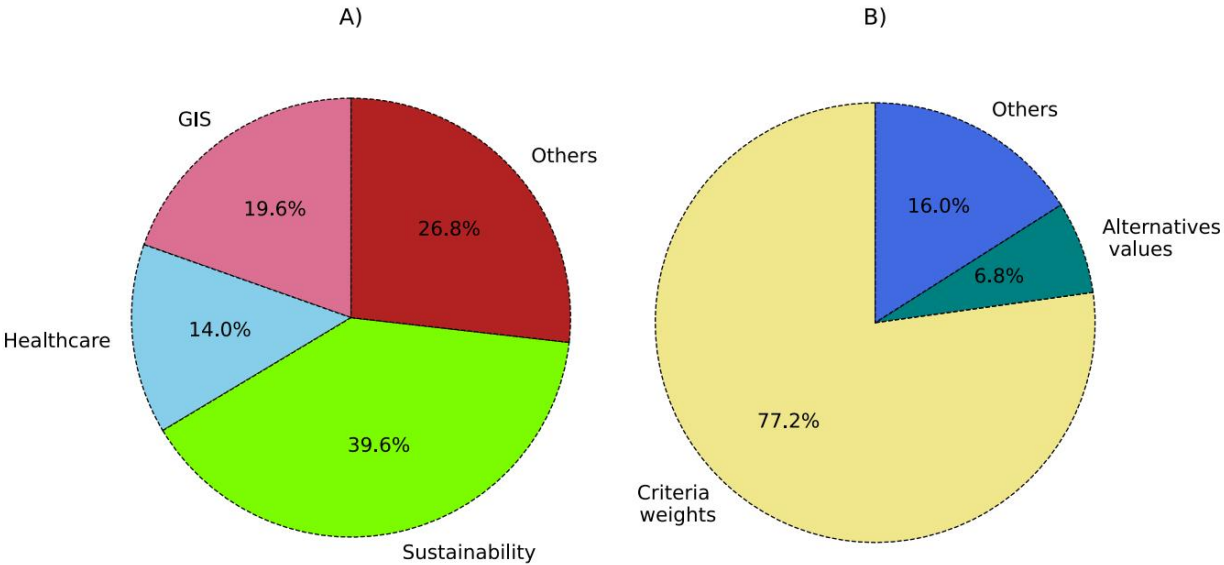 A)
GIS
19.6%
Others
26.8%
Healthcare
14.0%
39.6%
Sustainability
B)
Others
16.0%
Alternatives
values
6.8%
77.2%
Criteria
weights